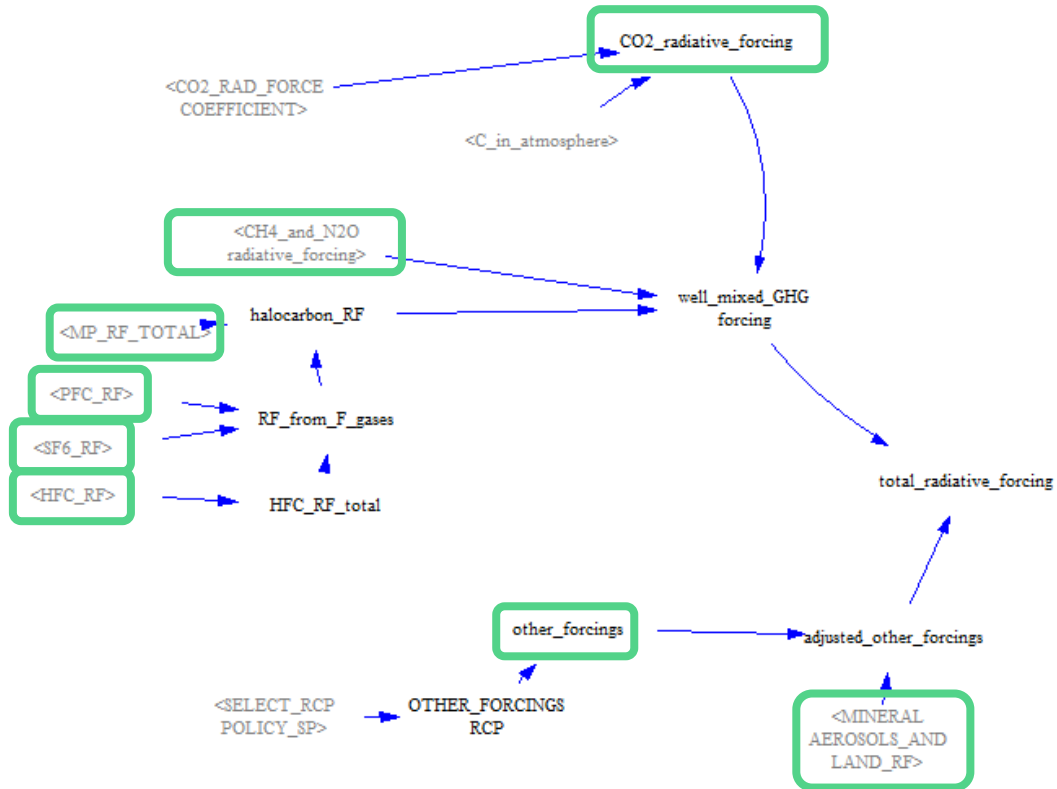 CO2_radiative_forcing
<CO2_RAD_FORCE
COEFFICIENT>
<C_in_atmosphere>
<CH4_and_N2O
radiative_forcing>
well_mixed_GHG
forcing
halocarbon_RF
<MP_RF_TOTAL>
<PFC_RF>
RF_from_F_gases
<SF6_RF>
<HFC_RF>
HFC_RF_total
total_radiative_forcing
other_forcings
adjusted_other_forcings
<SELECT_RCP
POLICY_SP>
OTHER_FORCINGS
RCP
<MINERAL
AEROSOLS_AND
LAND_RF>